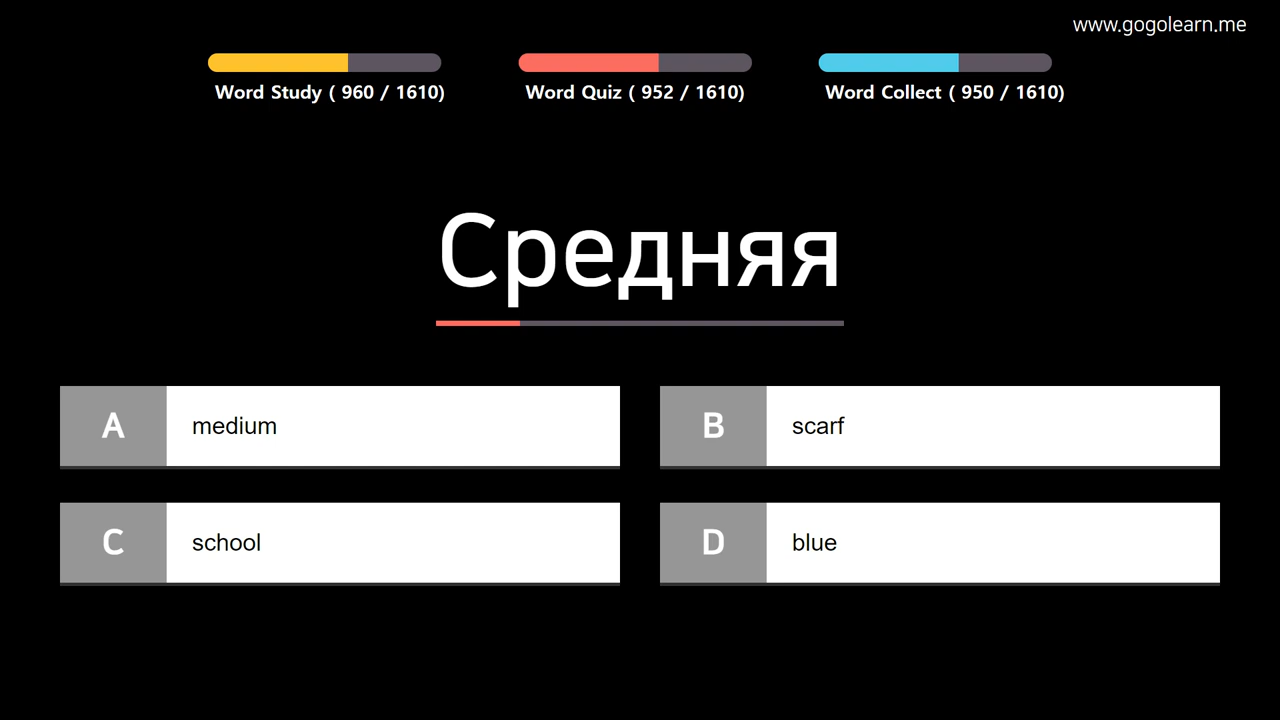 www.gogolearn.me
Word Study ( 960 / 1610)
Word Quiz ( 952 / 1610)
Word Collect ( 950 / 1610)
Средняя
A medium
B scarf
C school
D blue